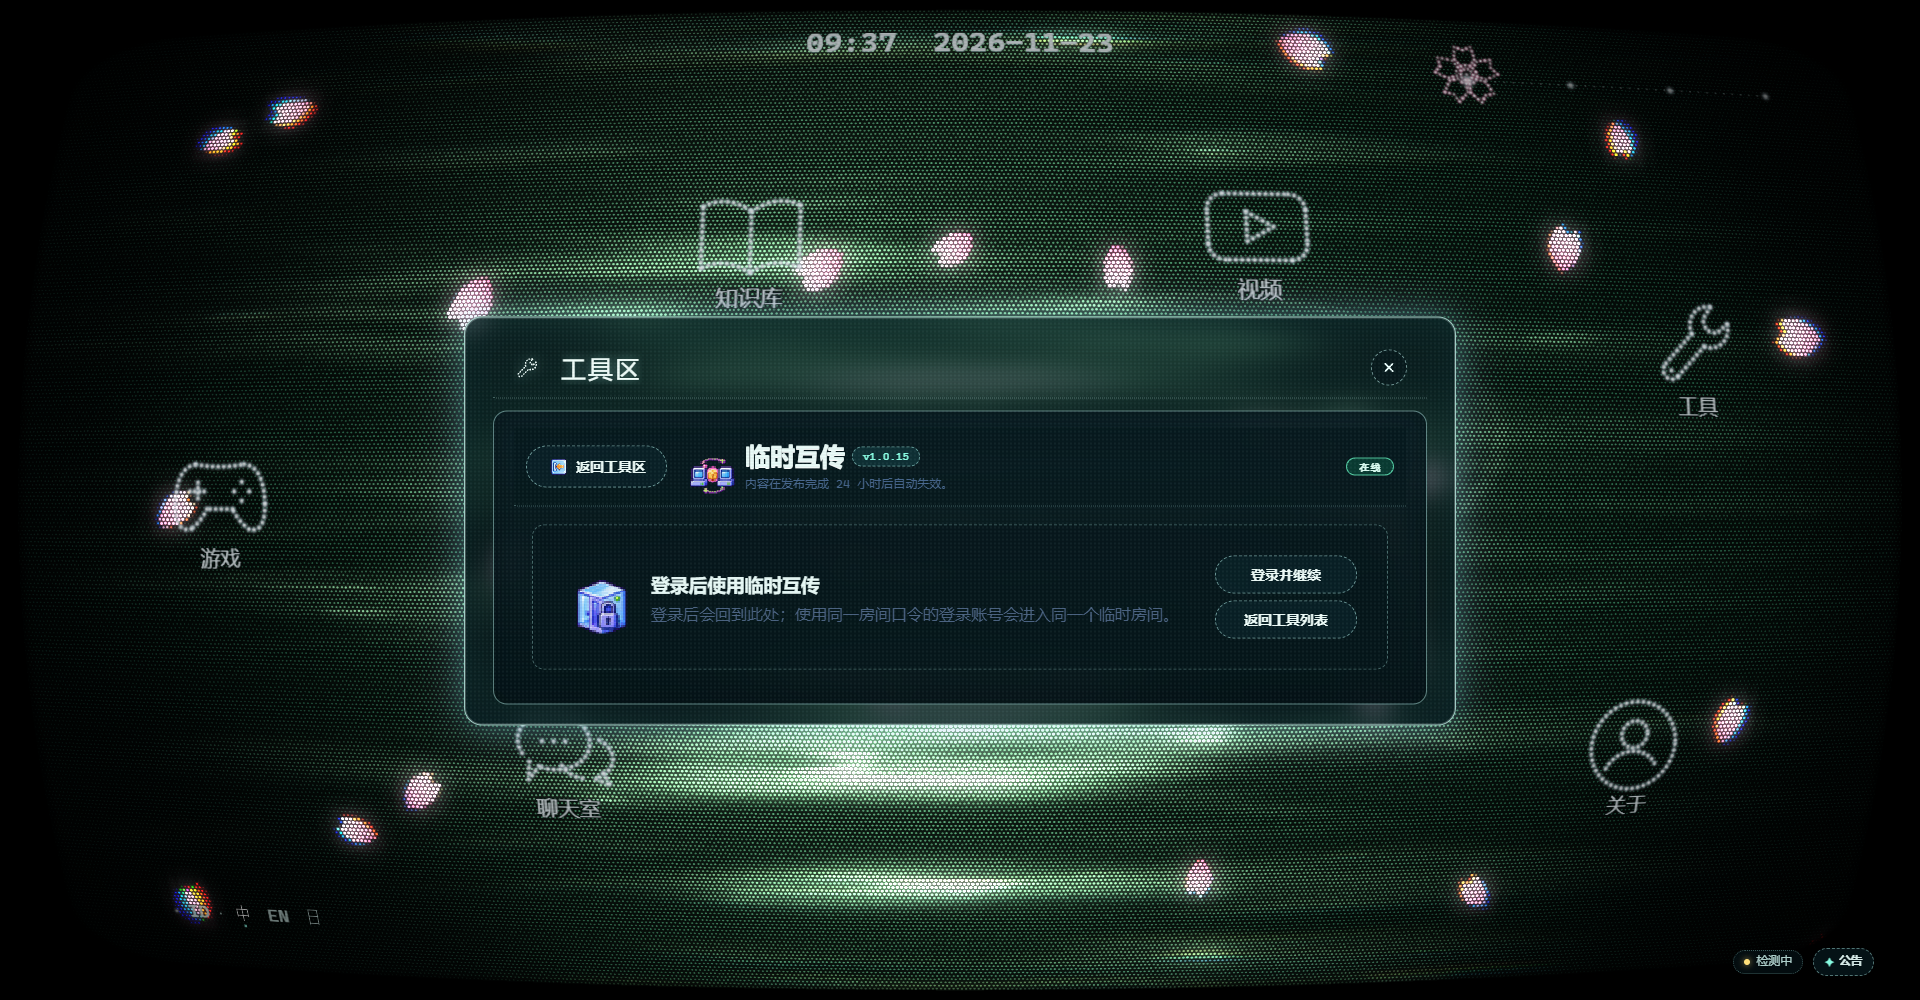 09:37 2026-11-23
知识库
视频
工具区
工具
返回工具区
临时互传 v1.0.15
内容在发布完成 24 小时后自动失效。
在线
游戏
登录后使用临时互传
登录后会回到此处；使用同一房间口令的登录账号会进入同一个临时房间。
登录并继续
返回工具列表
聊天室
关于
中 EN 日
检测中
公告